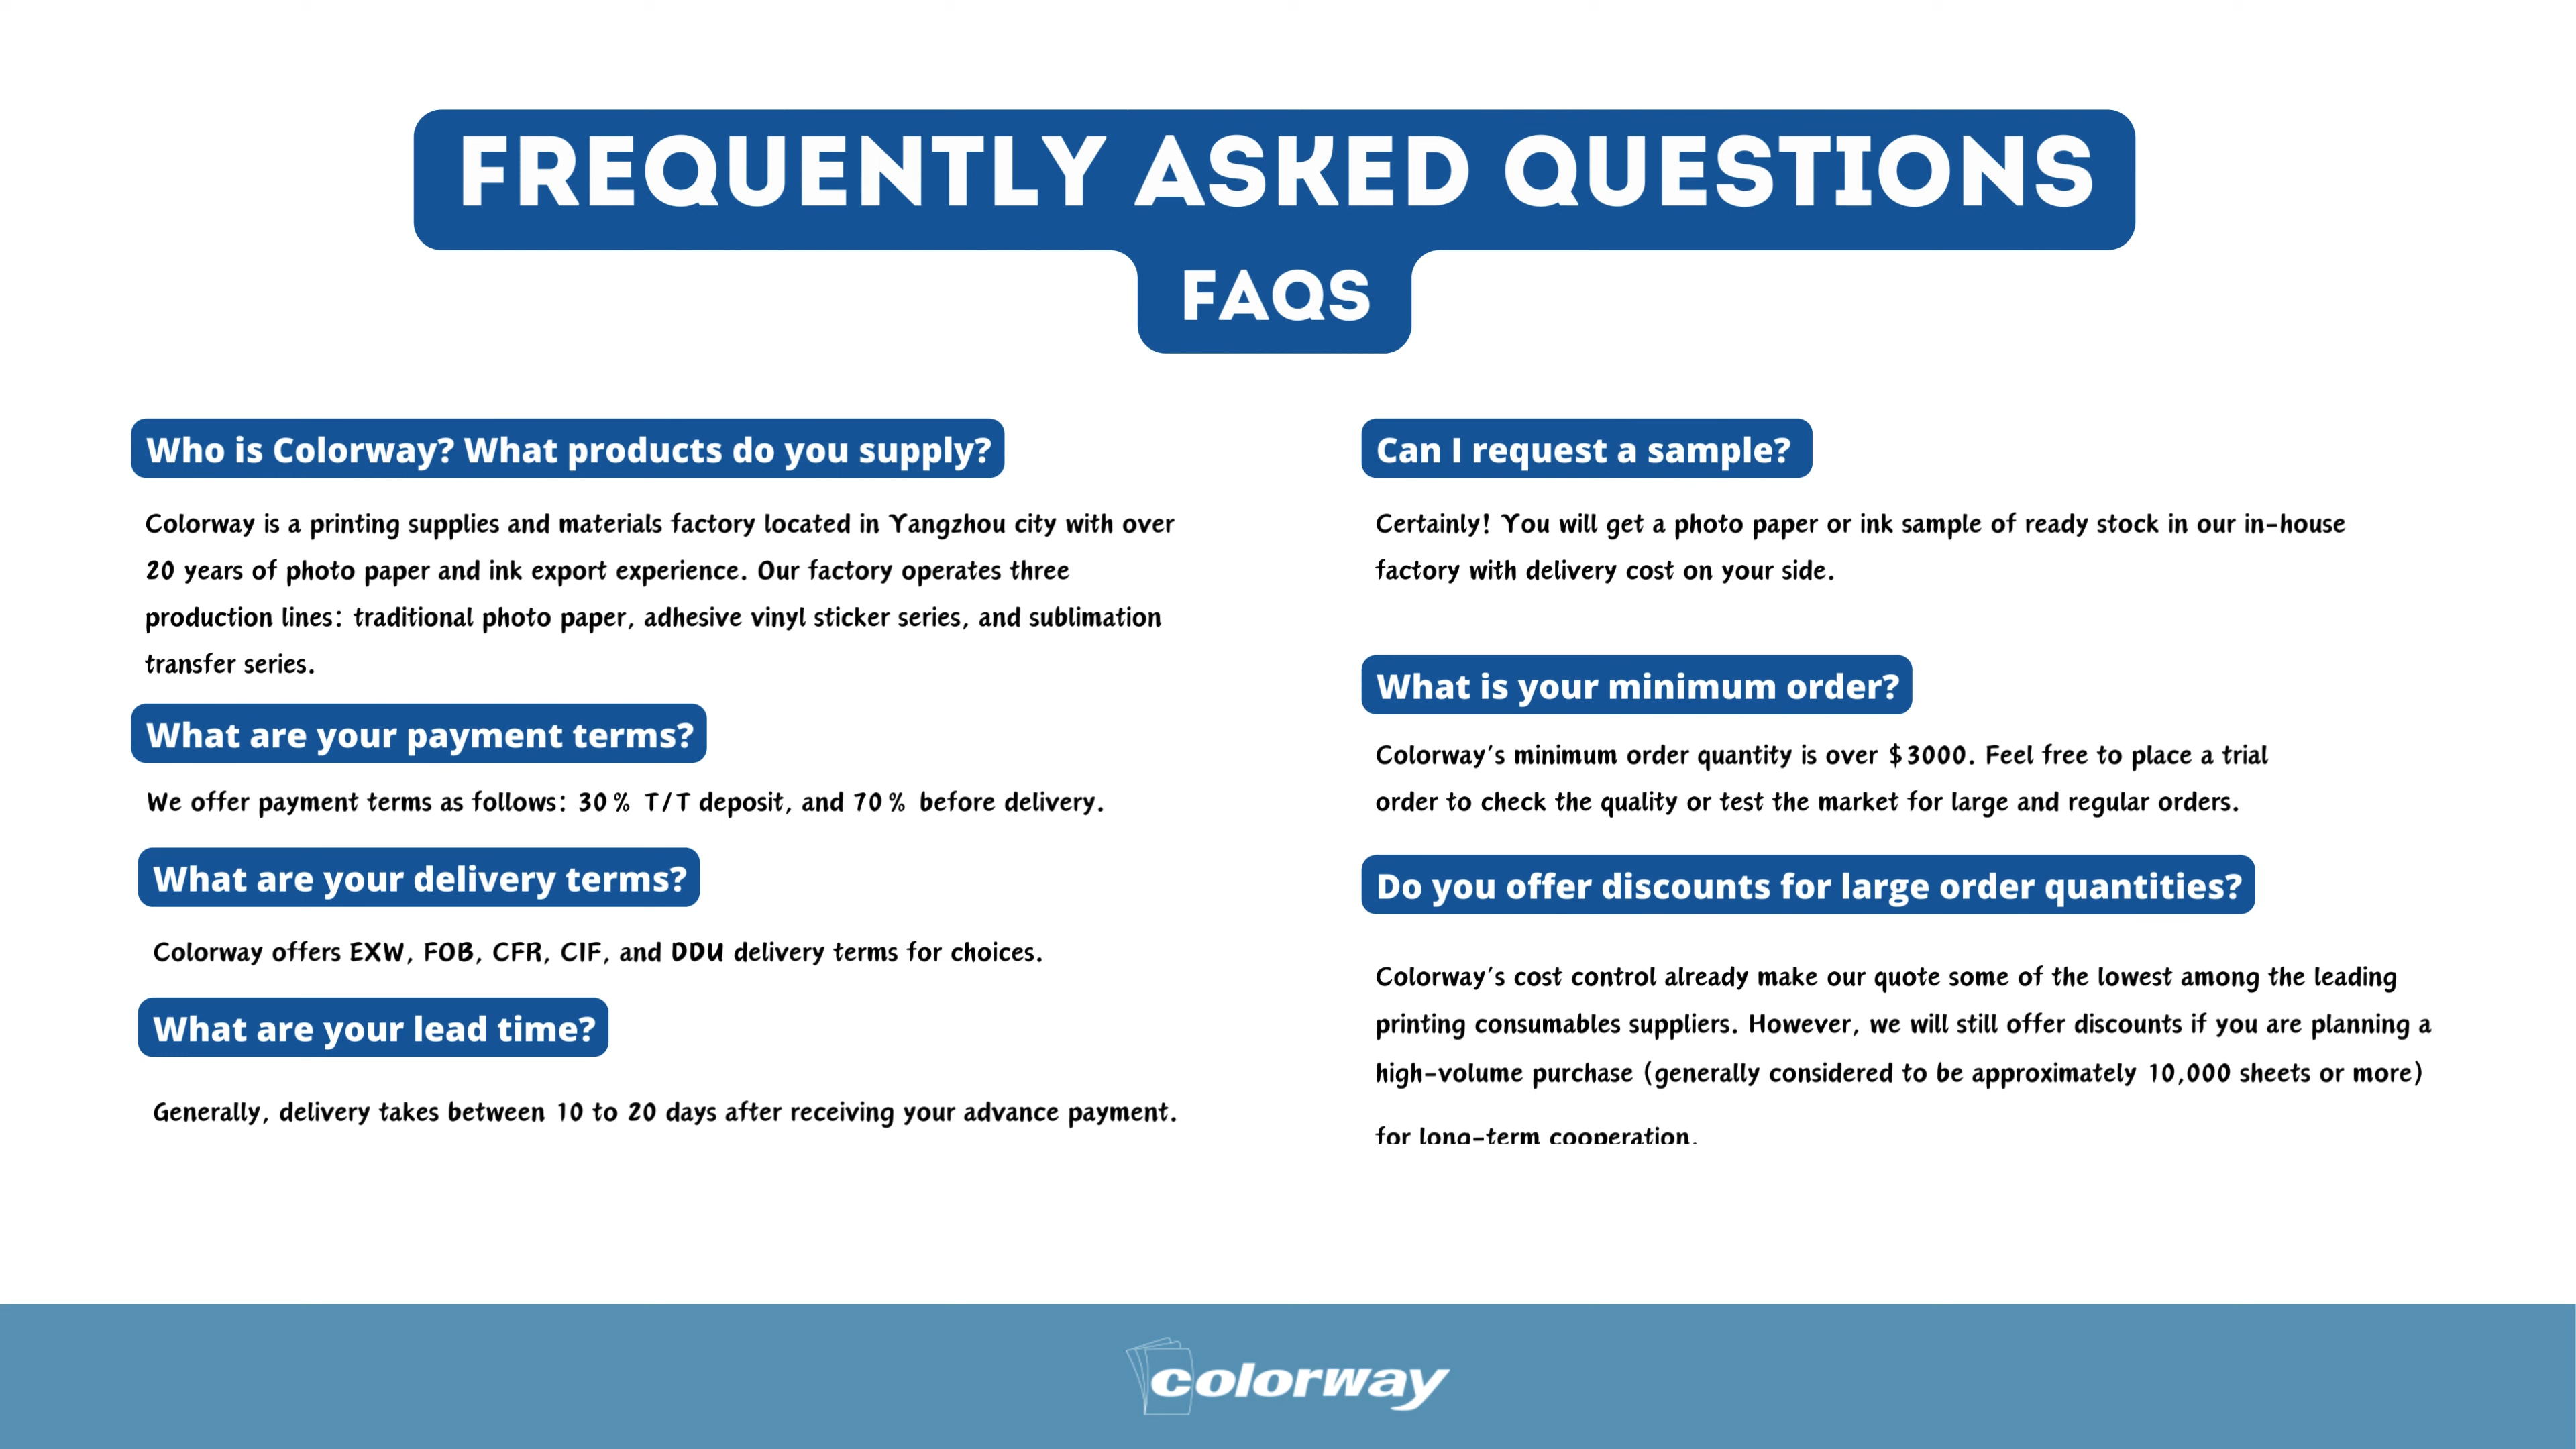 FREQUENTLY ASKED QUESTIONS
FAQS
Who is Colorway? What products do you supply?
Colorway is a printing supplies and materials factory located in Yangzhou city with over
20 years of photo paper and ink export experience. Our factory operates three
production lines: traditional photo paper, adhesive vinyl sticker series, and sublimation
transfer series.
What are your payment terms?
We offer payment terms as follows: 30% T/T deposit, and 70% before delivery.
What are your delivery terms?
Colorway offers EXW, FOB, CFR, CIF, and DDU delivery terms for choices.
What are your lead time?
Generally, delivery takes between 10 to 20 days after receiving your advance payment.
Can I request a sample?
Certainly! You will get a photo paper or ink sample of ready stock in our in-house
factory with delivery cost on your side.
What is your minimum order?
Colorway's minimum order quantity is over $3000. Feel free to place a trial
order to check the quality or test the market for large and regular orders.
Do you offer discounts for large order quantities?
Colorway's cost control already make our quote some of the lowest among the leading
printing consumables suppliers. However, we will still offer discounts if you are planning a
high-volume purchase (generally considered to be approximately 10,000 sheets or more)
for long-term cooperation.
colorway